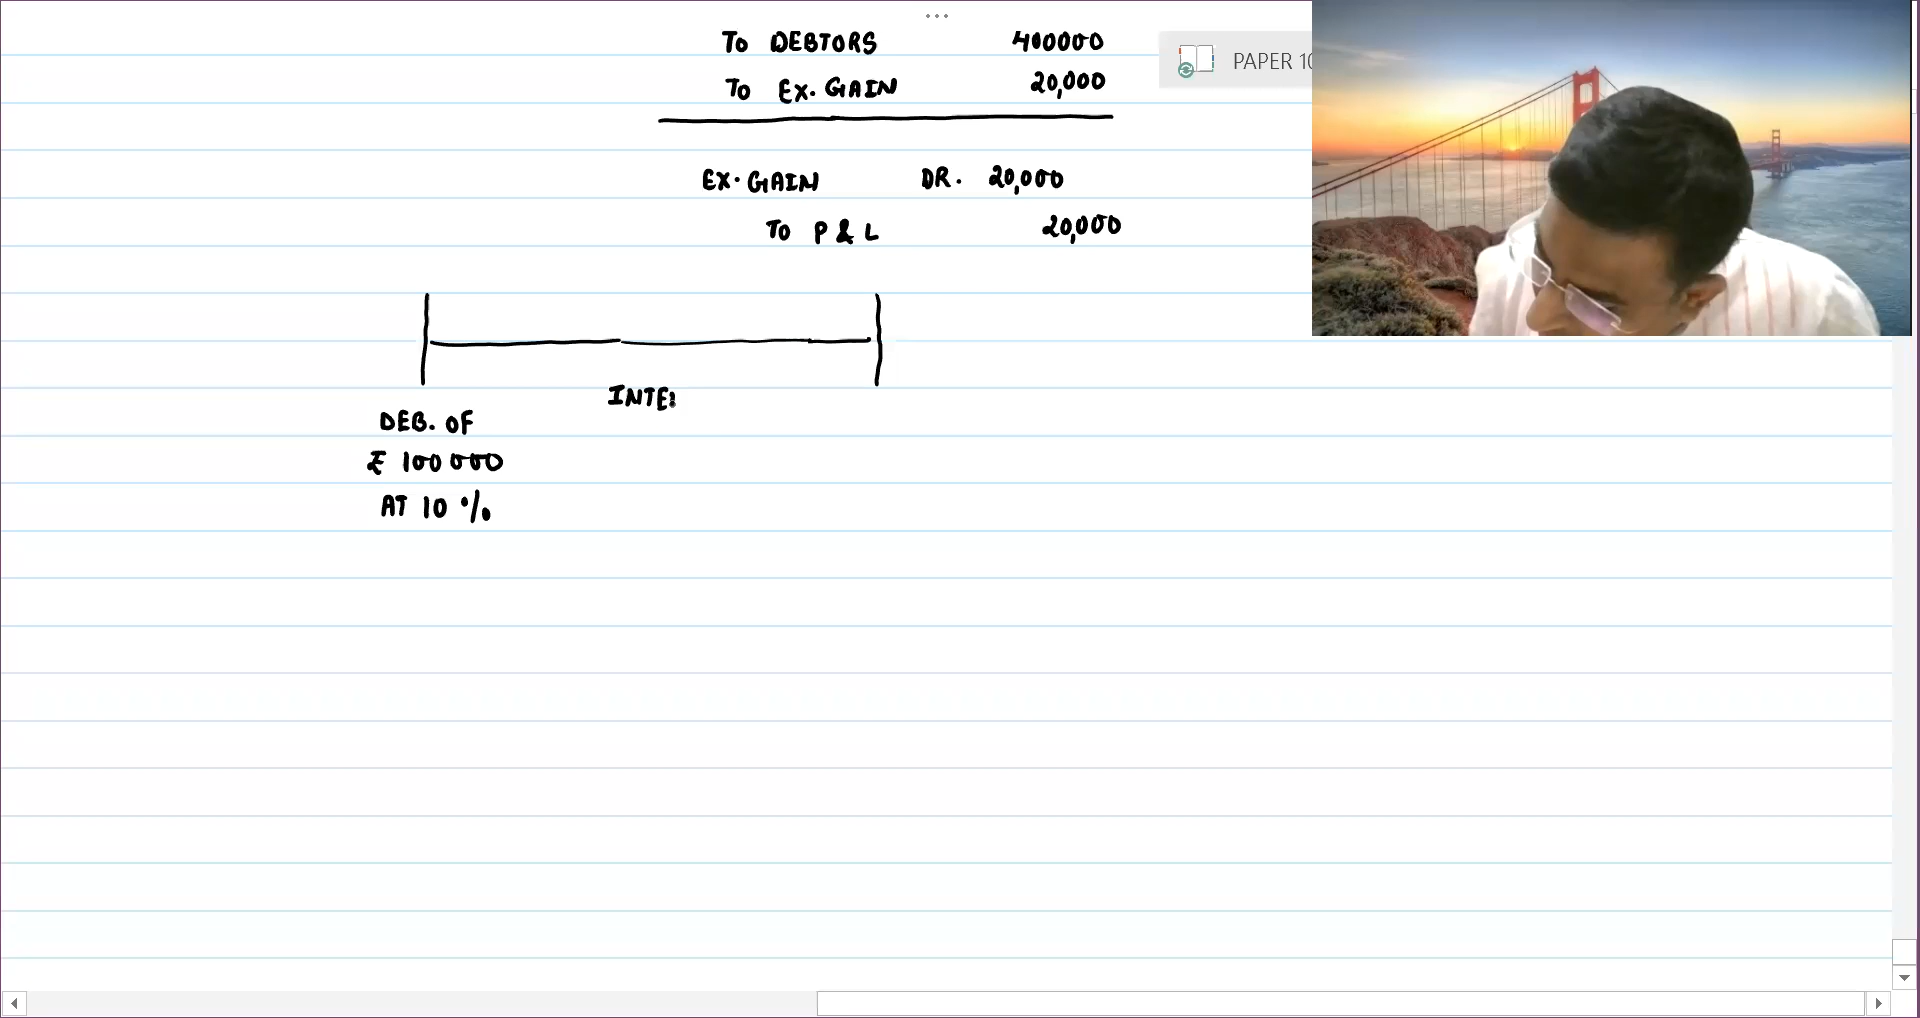 To DEBTORS 400000
PAPER 10
To EX. GAIN 20,000
EX. GAIN DR. 20,000
To P & L 20,000
INTE
DEB. OF
₹ 100000
AT 10 %